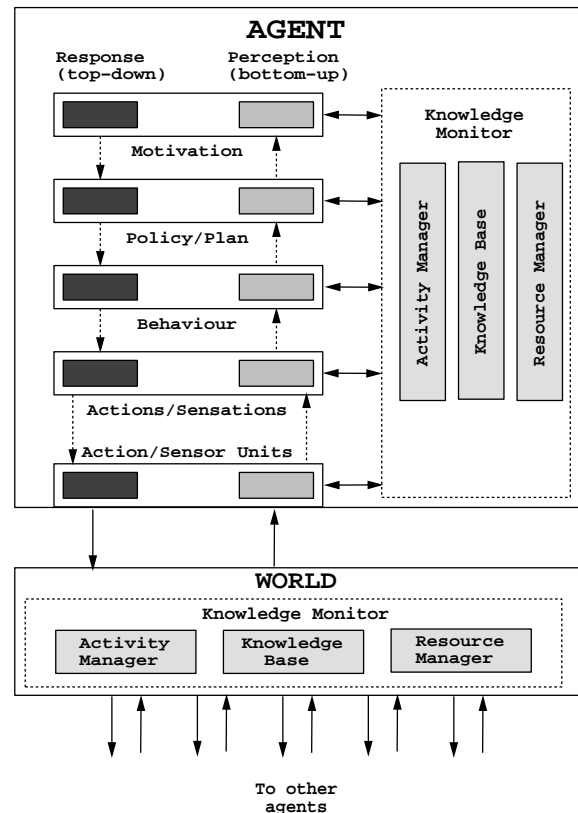 AGENT
Response
(top-down)
Perception
(bottom-up)
Motivation
Policy/Plan
Behaviour
Actions/Sensations
Action/Sensor Units
Knowledge
Monitor
Activity Manager
Knowledge Base
Resource Manager
WORLD
Knowledge Monitor
Activity
Manager
Knowledge
Base
Resource
Manager
To other
agents